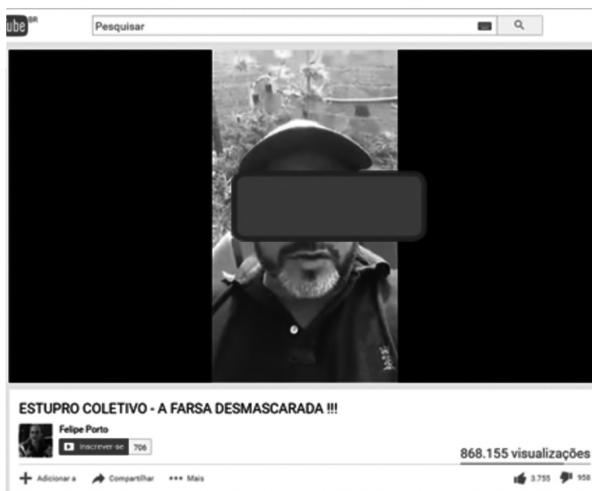 ube BR
Pesquisar
ESTUPRO COLETIVO - A FARSA DESMASCARADA !!!
Felipe Porto
Inscrever-se 706
868.155 visualizações
Adicionar a Compartilhar Mais
3.755 958